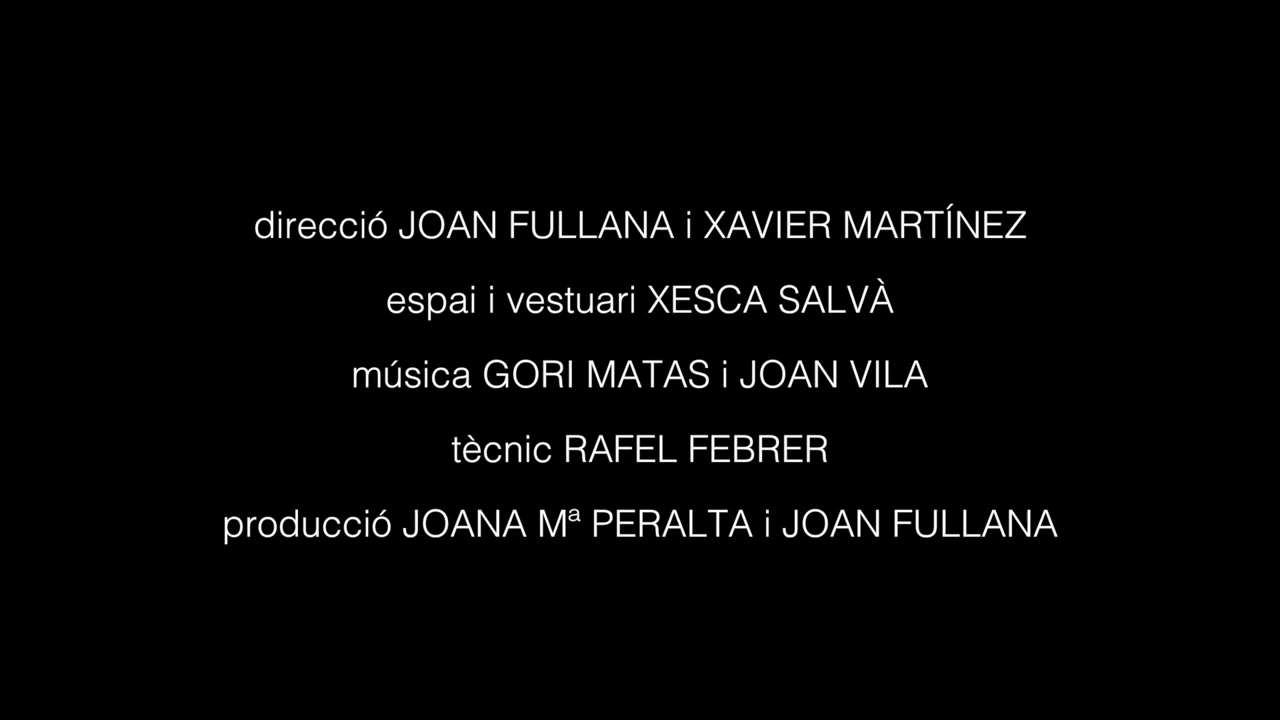 direcció JOAN FULLANA i XAVIER MARTÍNEZ
espai i vestuari XESCA SALVÀ
música GORI MATAS i JOAN VILA
tècnic RAFEL FEBRER
producció JOANA Mª PERALTA i JOAN FULLANA